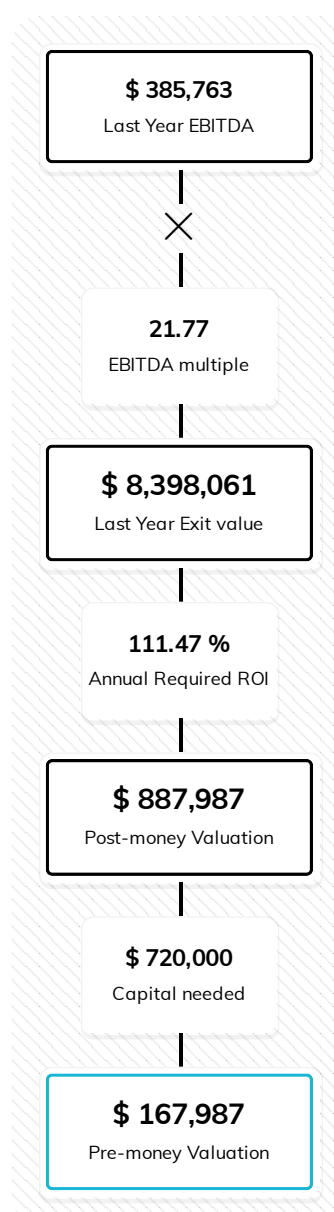 $ 385,763
Last Year EBITDA
21.77
EBITDA multiple
$ 8,398,061
Last Year Exit value
111.47 %
Annual Required ROI
$ 887,987
Post-money Valuation
$ 720,000
Capital needed
$ 167,987
Pre-money Valuation